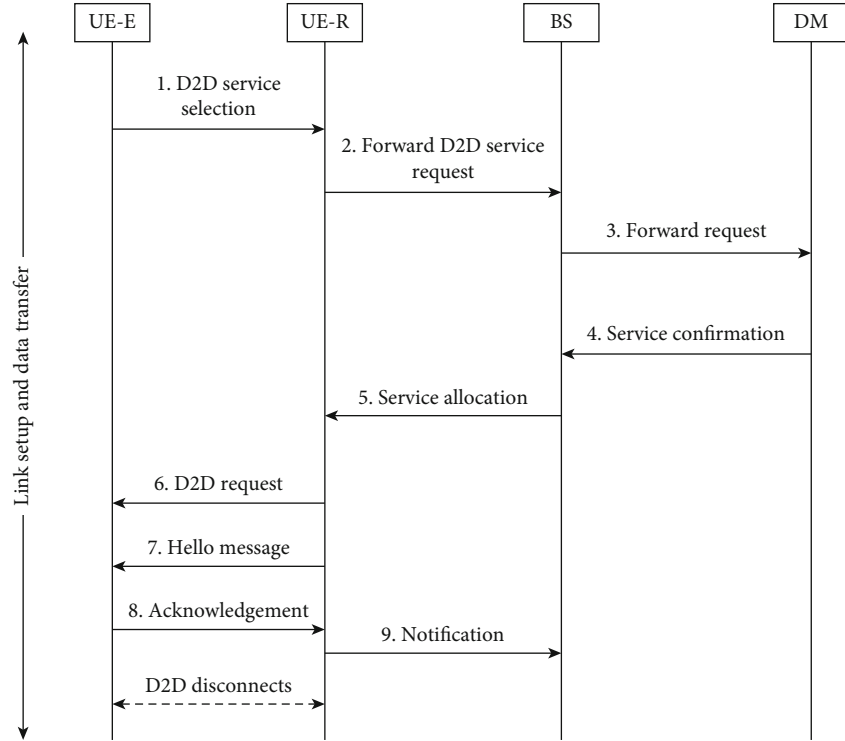 UE-E
UE-R
BS
DM
1. D2D service
selection
2. Forward D2D service
request
3. Forward request
4. Service confirmation
5. Service allocation
6. D2D request
7. Hello message
8. Acknowledgement
9. Notification
D2D disconnects
Link setup and data transfer